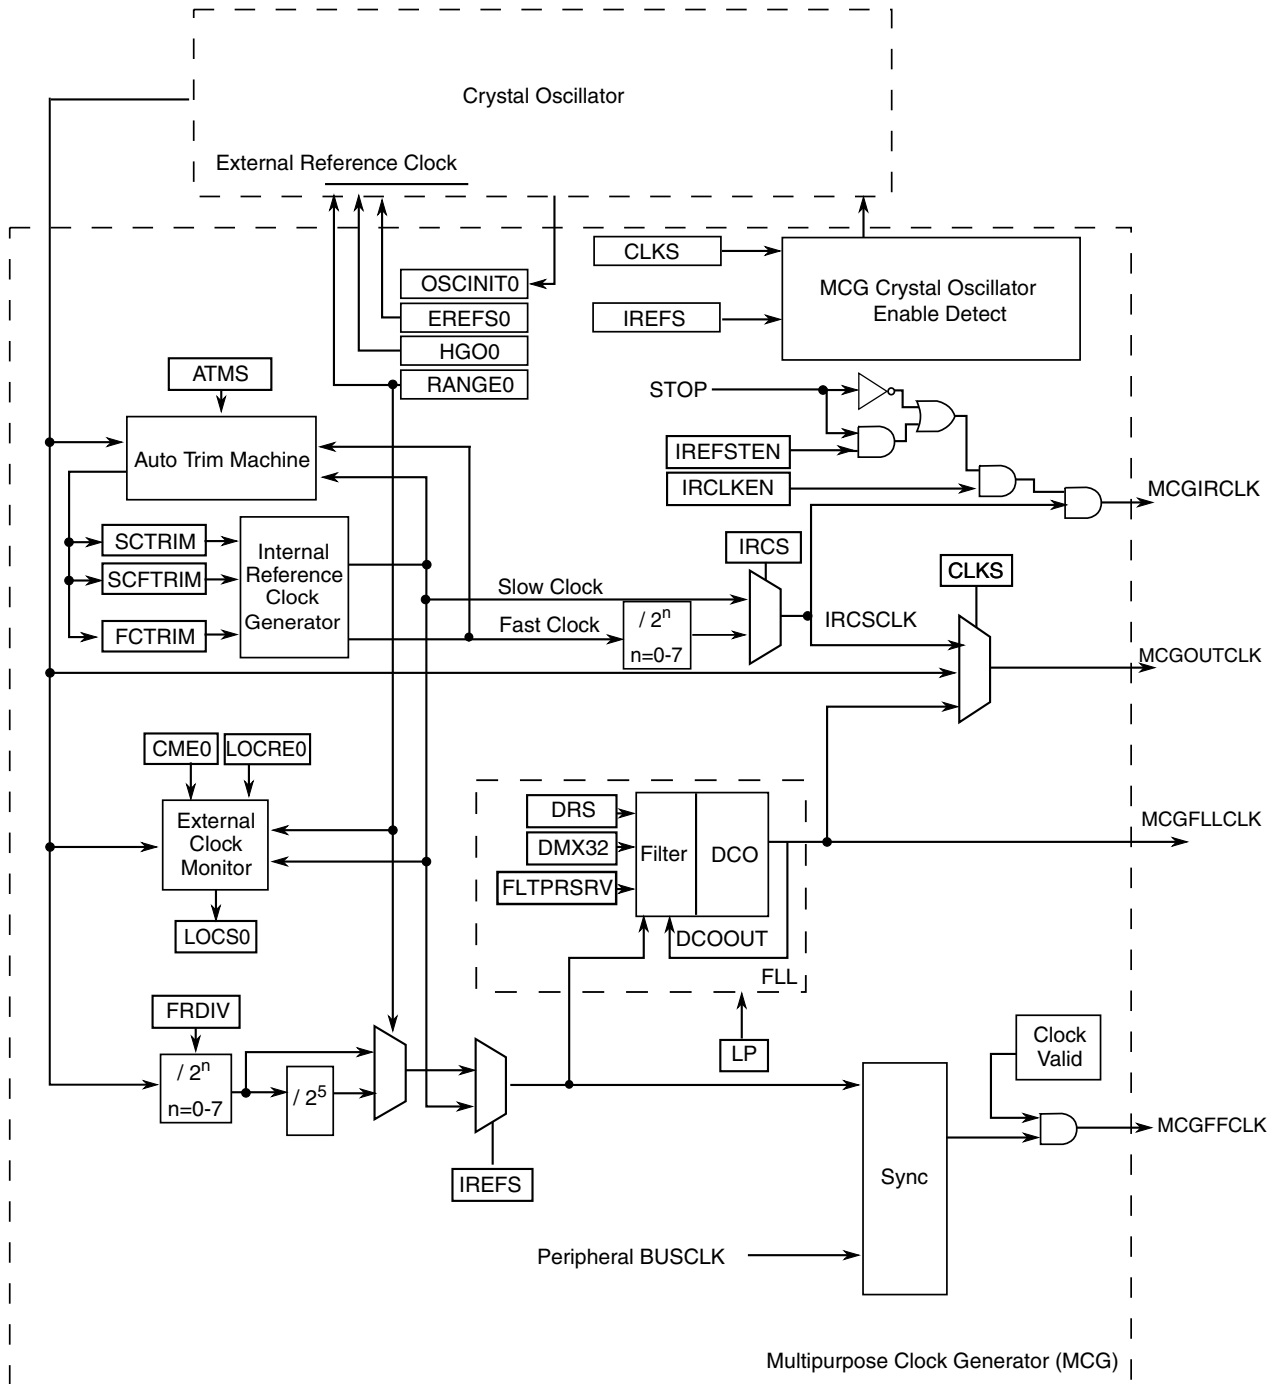 Crystal Oscillator
External Reference Clock
CLKS
OSCINIT0
MCG Crystal Oscillator
Enable Detect
EREFS0
IREFS
HGO0
RANGE0
ATMS
STOP
Auto Trim Machine
IREFSTEN
IRCLKEN
MCGIRCLK
SCTRIM
SCFTRIM
FCTRIM
Internal
Reference
Clock
Generator
IRCS
CLKS
Slow Clock
Fast Clock
/ 2n
n=0-7
IRCSCLK
MCGOUTCLK
CME0
LOCRE0
External
Clock
Monitor
LOCS0
DRS
DMX32
FLTPRSRV
Filter
DCO
DCOOUT
FLL
MCGFLLCLK
FRDIV
/ 2n
n=0-7
/ 25
LP
Clock
Valid
MCGFFCLK
IREFS
Sync
Peripheral BUSCLK
Multipurpose Clock Generator (MCG)